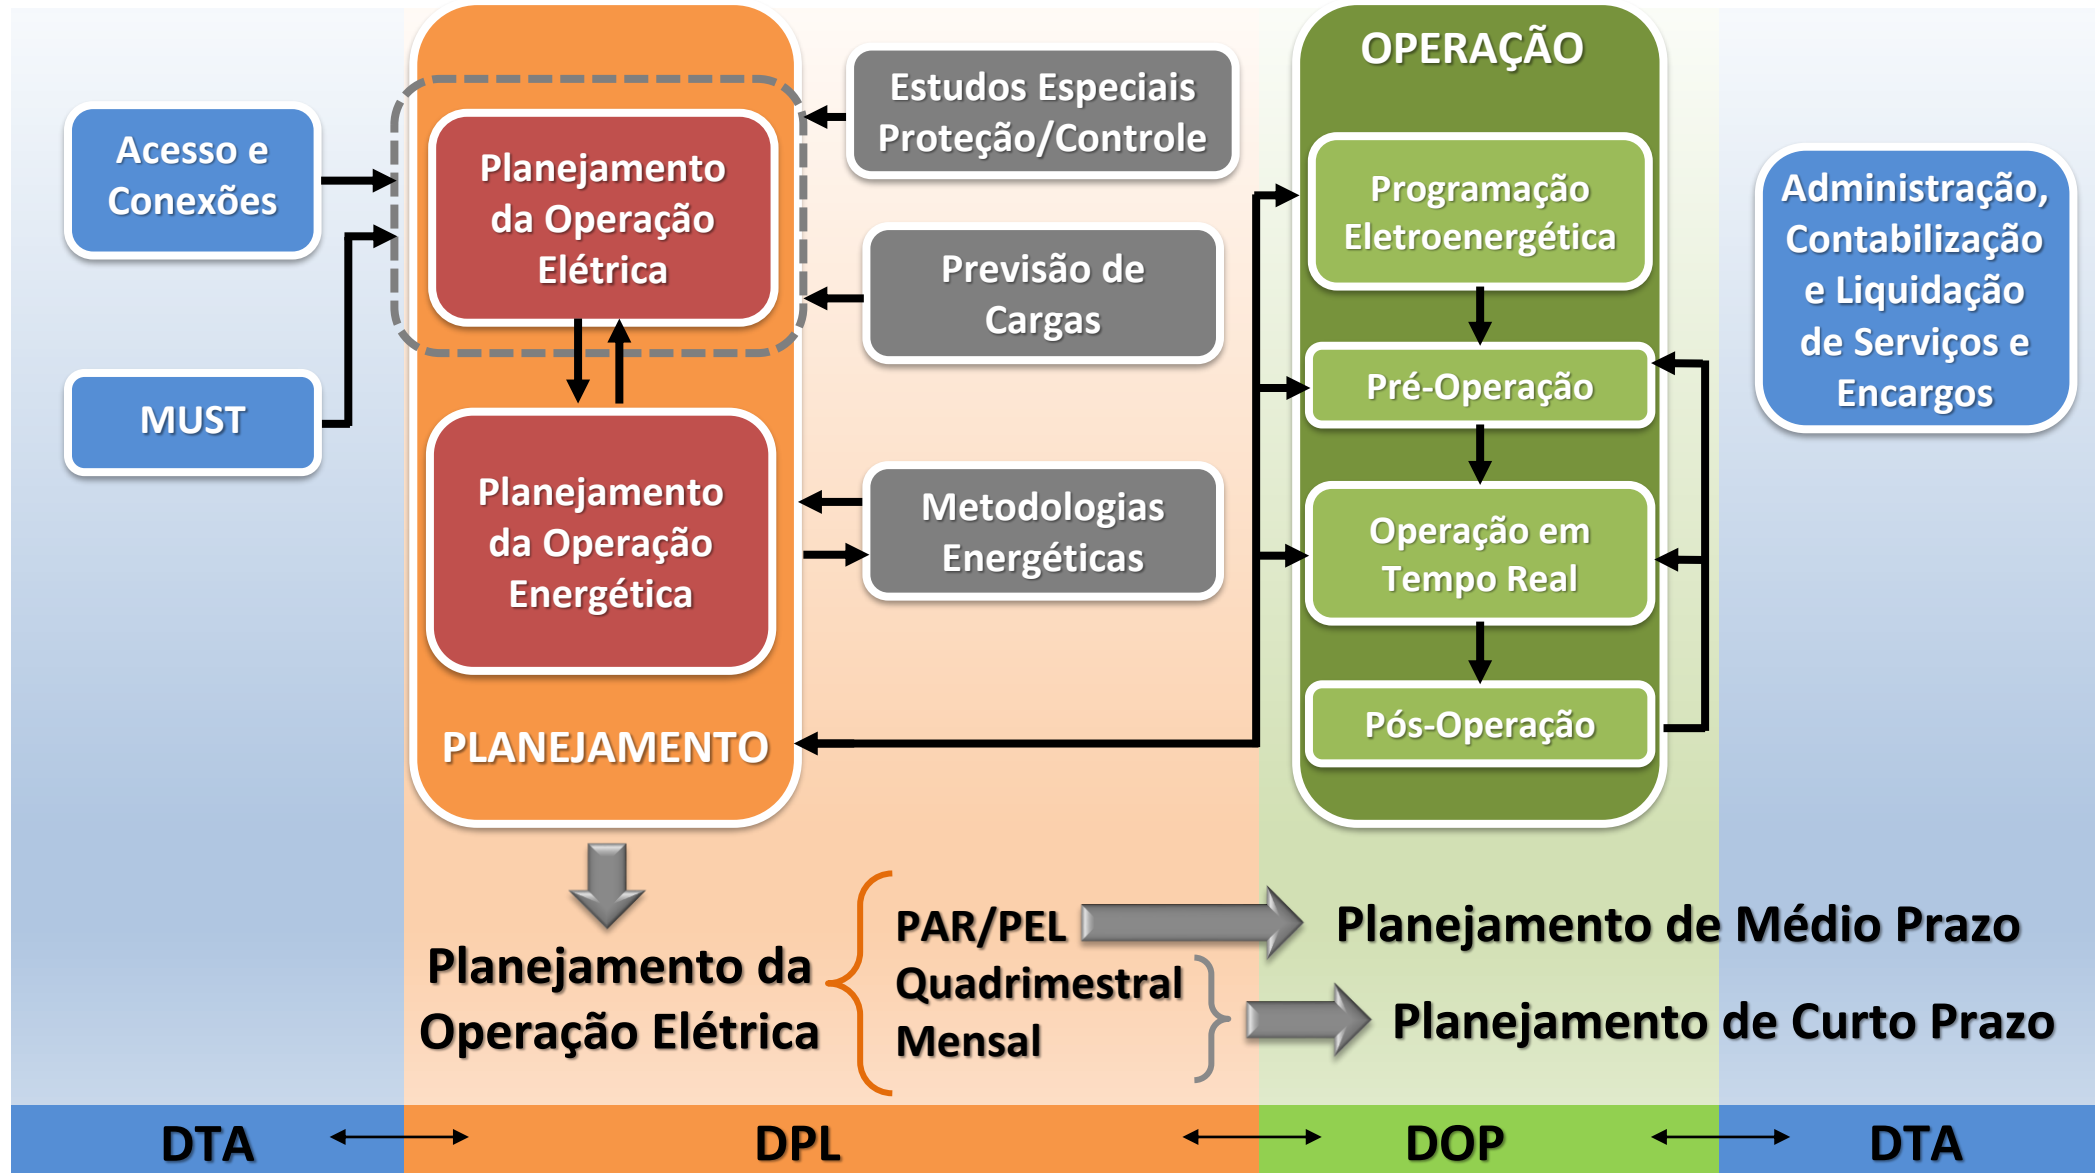 Acesso e
Conexões
MUST
Planejamento
da Operação
Elétrica
Planejamento
da Operação
Energética
PLANEJAMENTO
Estudos Especiais
Proteção/Controle
Previsão de
Cargas
Metodologias
Energéticas
OPERAÇÃO
Programação
Eletroenergética
Pré-Operação
Operação em
Tempo Real
Pós-Operação
Administração,
Contabilização
e Liquidação
de Serviços e
Encargos
Planejamento da
Operação Elétrica
PAR/PEL
Quadrimestral
Mensal
Planejamento de Médio Prazo
Planejamento de Curto Prazo
DTA
DPL
DOP
DTA